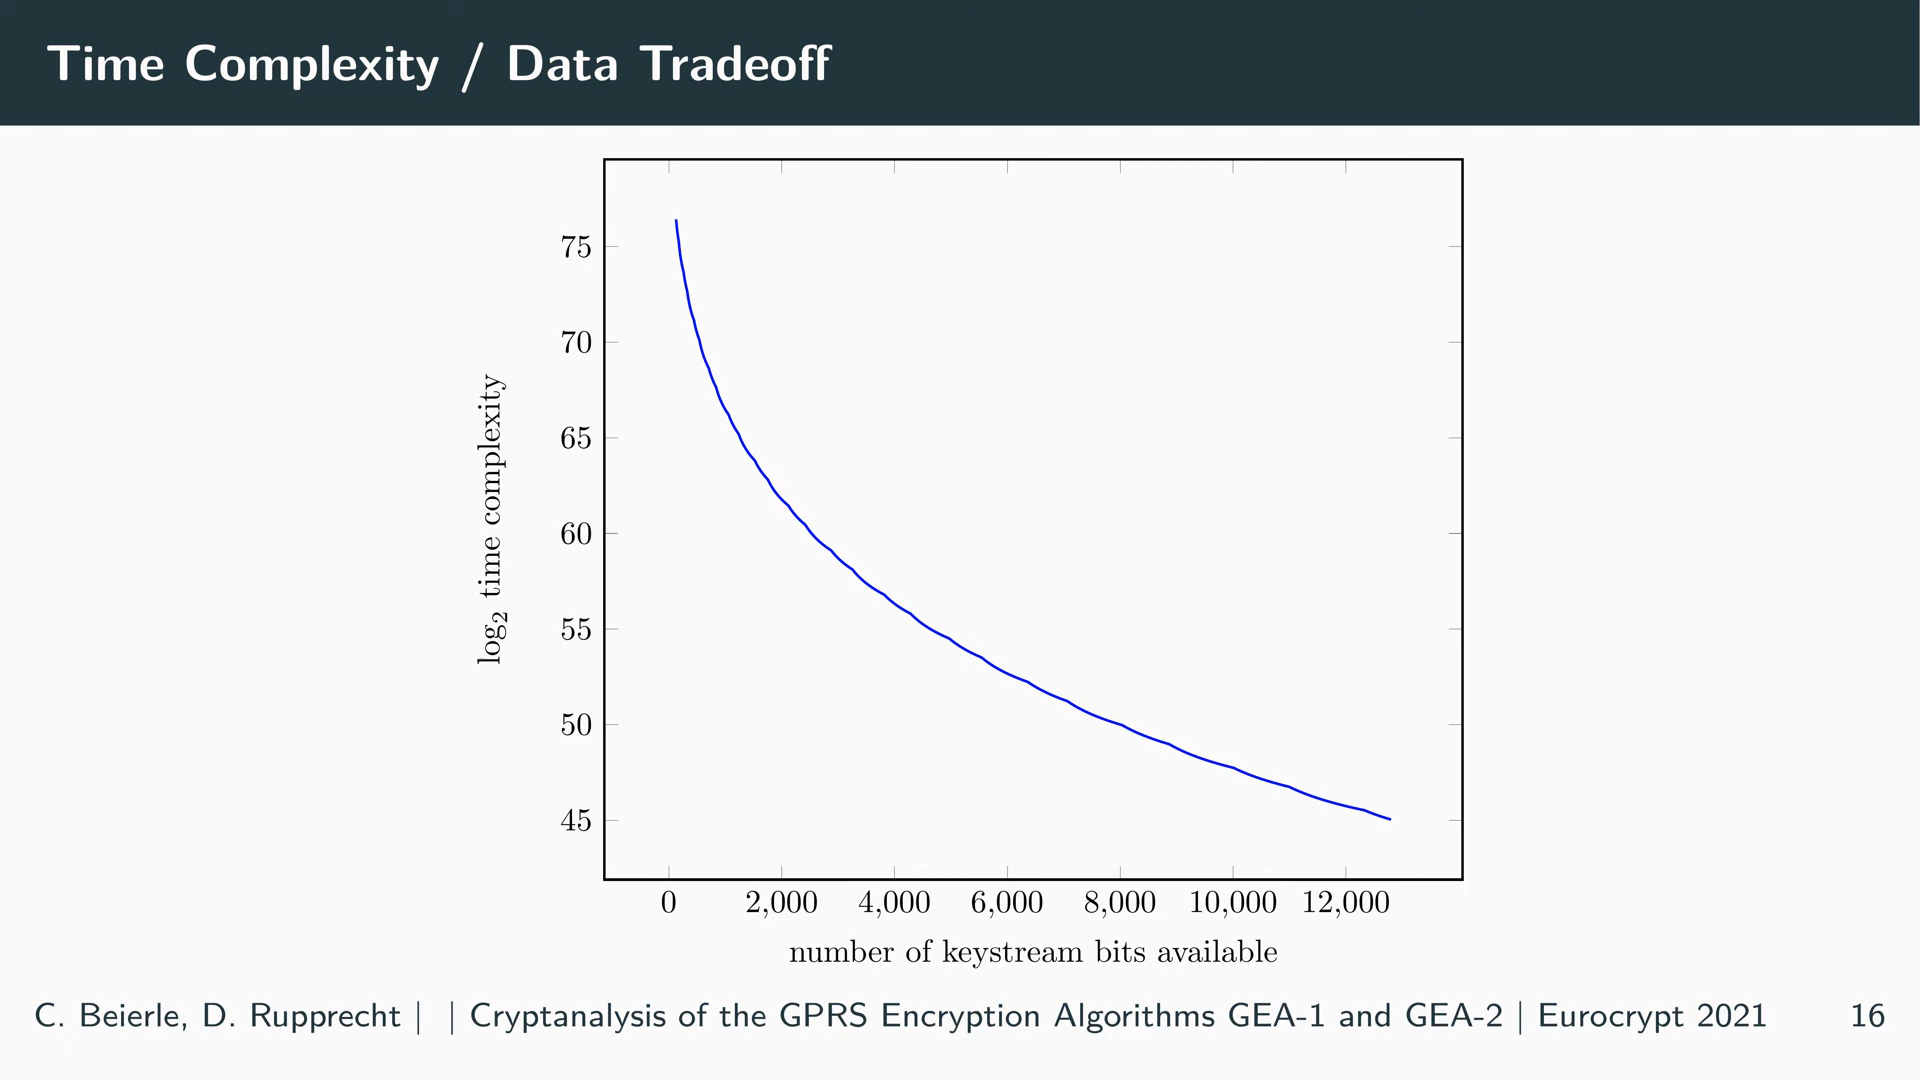 Time Complexity / Data Tradeoff
75
70
65
60
55
50
45
log₂ time complexity
0 2,000 4,000 6,000 8,000 10,000 12,000
number of keystream bits available
C. Beierle, D. Rupprecht | | Cryptanalysis of the GPRS Encryption Algorithms GEA-1 and GEA-2 | Eurocrypt 2021 16